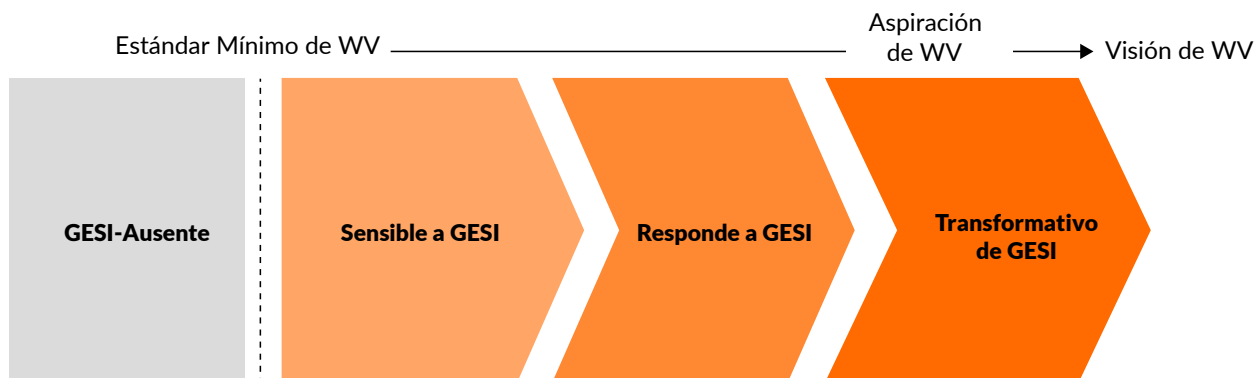 Estándar Mínimo de WV
Aspiración
de WV
Visión de WV
GESI-Ausente
Sensible a GESI
Responde a GESI
Transformativo
de GESI